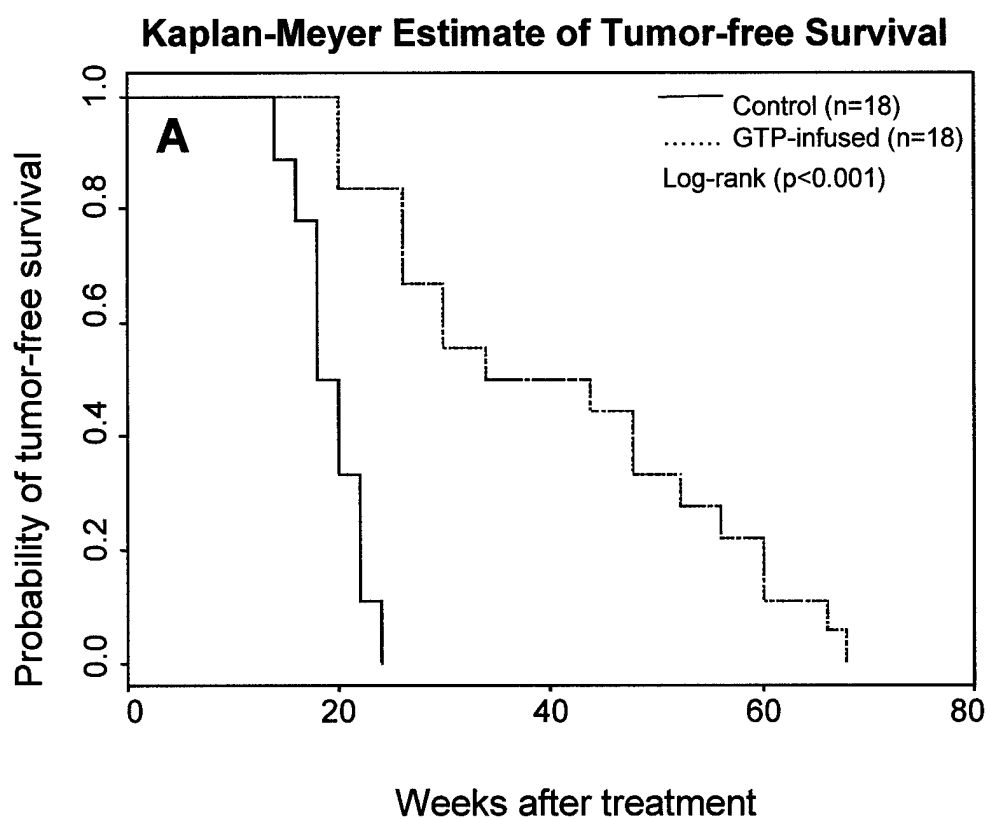 Kaplan-Meyer Estimate of Tumor-free Survival
A
Control (n=18)
GTP-infused (n=18)
Log-rank (p<0.001)
Probability of tumor-free survival
1.0
0.8
0.6
0.4
0.2
0.0
0 20 40 60 80
Weeks after treatment